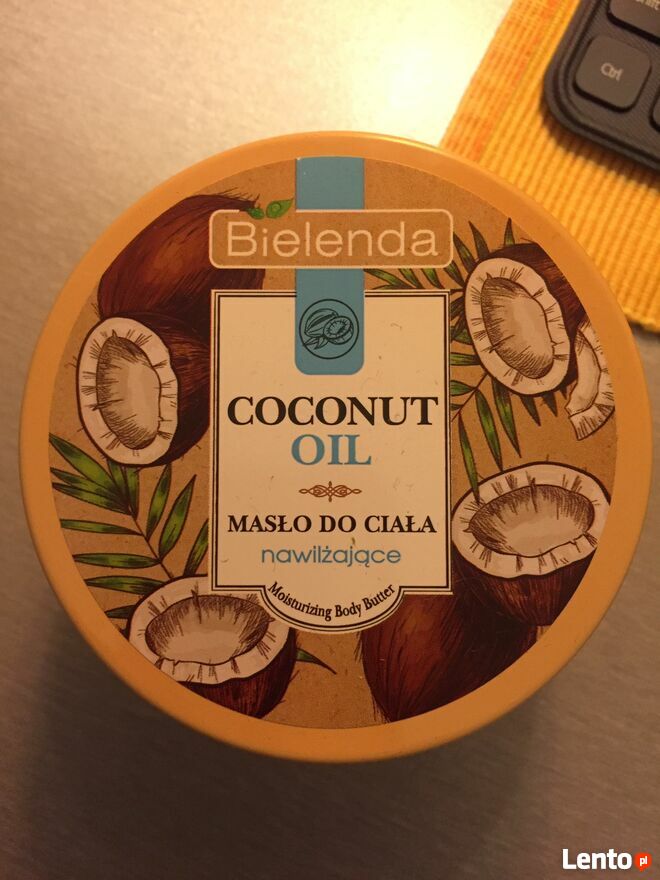 Ctrl
Bielenda
COCONUT
OIL
MASŁO DO CIAŁA
nawilżające
Moisturizing Body Butter
Lento pl